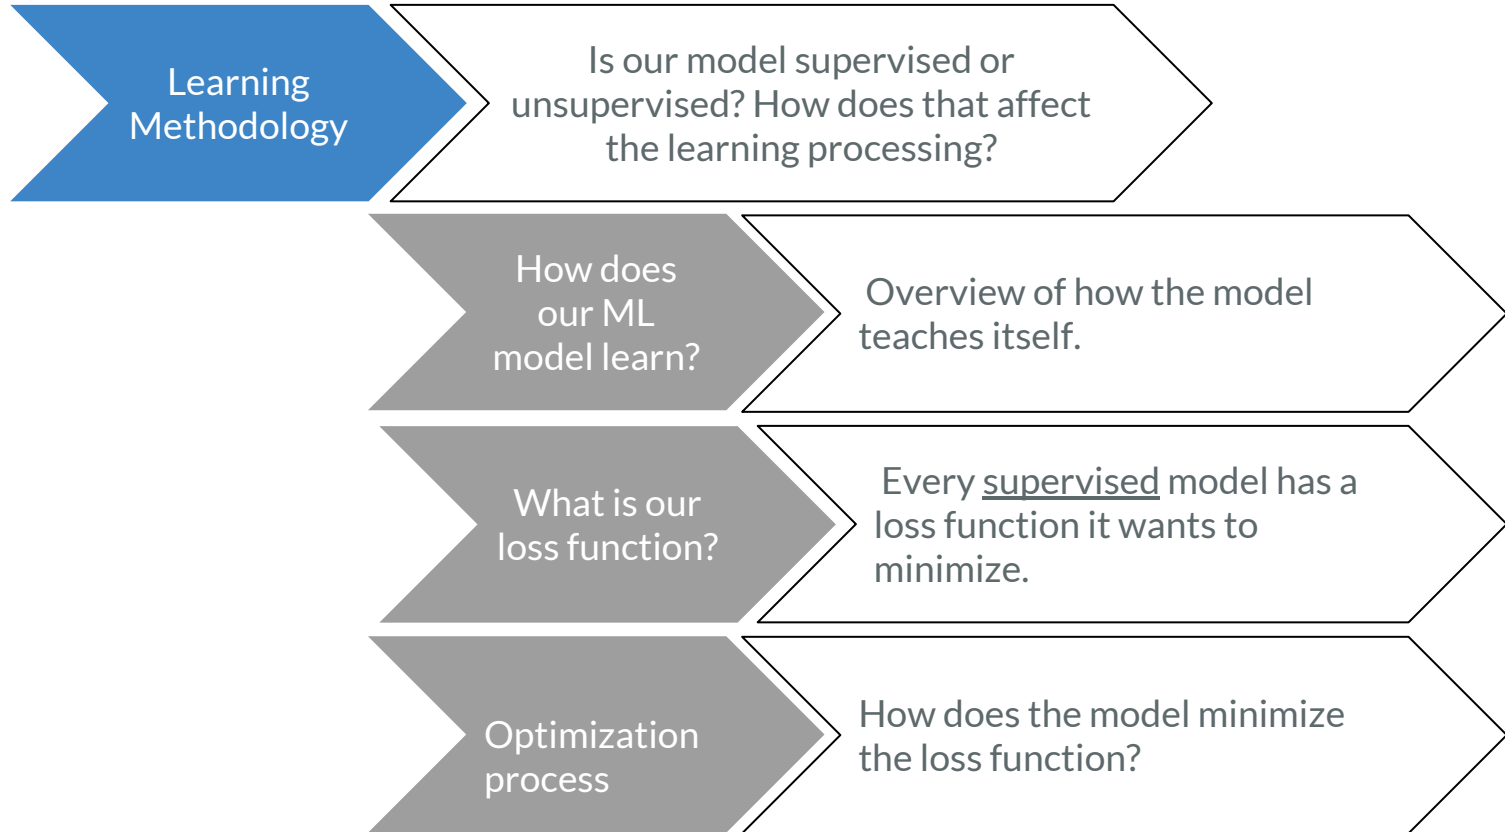 Learning
Methodology
Is our model supervised or
unsupervised? How does that affect
the learning processing?
How does
our ML
model learn?
Overview of how the model
teaches itself.
What is our
loss function?
Every supervised model has a
loss function it wants to
minimize.
Optimization
process
How does the model minimize
the loss function?